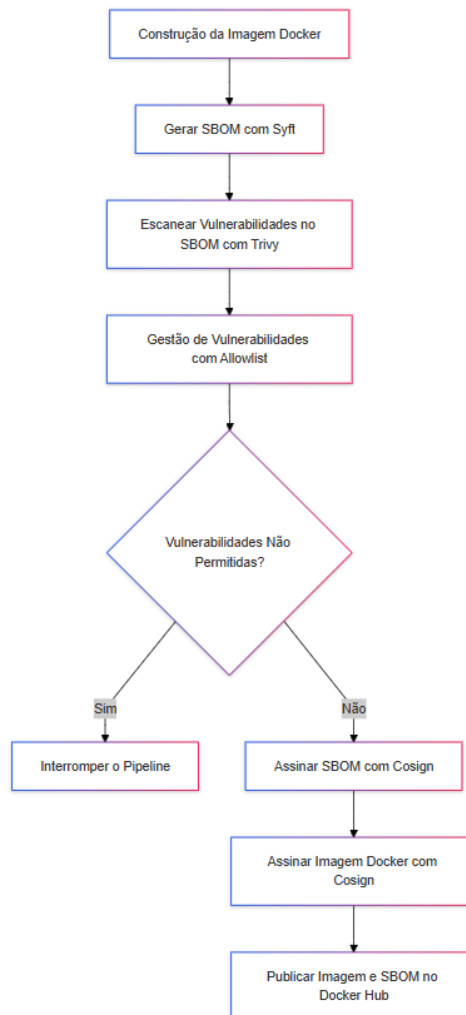 Construção da Imagem Docker
Gerar SBOM com Syft
Escanear Vulnerabilidades no
SBOM com Trivy
Gestão de Vulnerabilidades
com Allowlist
Vulnerabilidades Não
Permitidas?
Sim
Não
Interromper o Pipeline
Assinar SBOM com Cosign
Assinar Imagem Docker com
Cosign
Publicar Imagem e SBOM no
Docker Hub